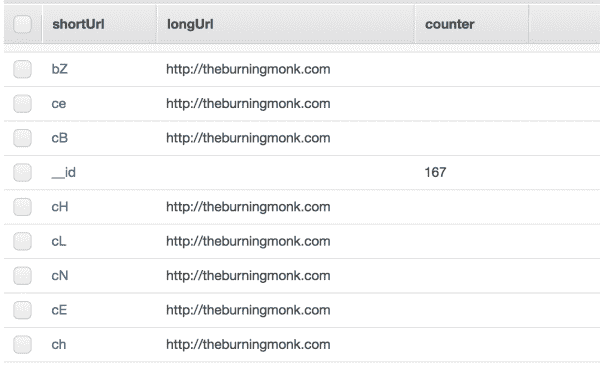 shortUrl longUrl counter
bZ http://theburningmonk.com
ce http://theburningmonk.com
cB http://theburningmonk.com
__id 167
cH http://theburningmonk.com
cL http://theburningmonk.com
cN http://theburningmonk.com
cE http://theburningmonk.com
ch http://theburningmonk.com